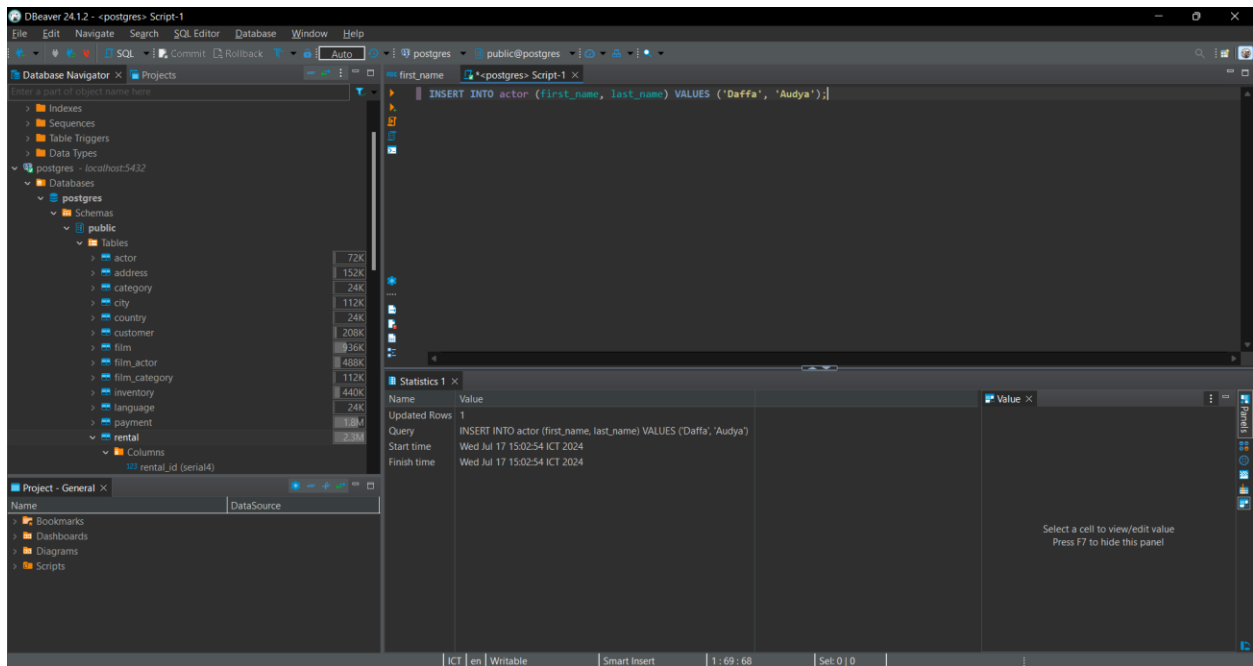 DBeaver 24.1.2 - <postgres> Script-1
File Edit Navigate Search SQL Editor Database Window Help
SQL Commit Rollback T Auto postgres public@postgres
Database Navigator Projects
Enter a part of object name here
Indexes
Sequences
Table Triggers
Data Types
postgres - localhost:5432
Databases
postgres
Schemas
public
Tables
actor 72K
address 152K
category 24K
city 112K
country 24K
customer 208K
film 936K
film_actor 488K
film_category 112K
inventory 440K
language 24K
payment 1.8M
rental 2.3M
Columns
123 rental_id (serial4)
Project - General
Name DataSource
Bookmarks
Dashboards
Diagrams
Scripts
first_name *<postgres> Script-1
INSERT INTO actor (first_name, last_name) VALUES ('Daffa', 'Audya');
Statistics 1
Name Value
Updated Rows 1
Query INSERT INTO actor (first_name, last_name) VALUES ('Daffa', 'Audya')
Start time Wed Jul 17 15:02:54 ICT 2024
Finish time Wed Jul 17 15:02:54 ICT 2024
Value
Select a cell to view/edit value
Press F7 to hide this panel
Panels
ICT en Writable Smart Insert 1 : 69 : 68 Sel: 0 | 0